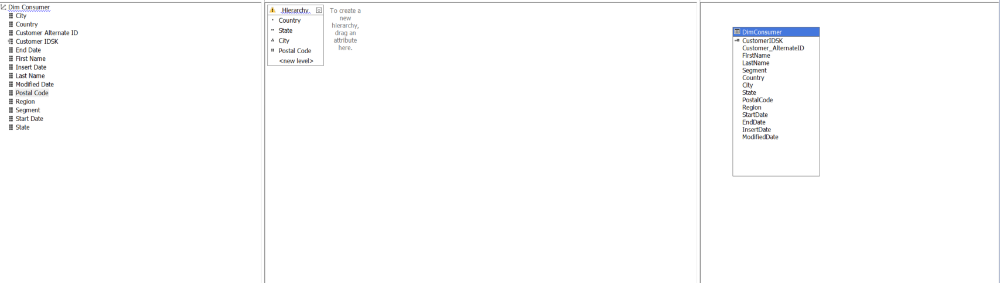 Dim Consumer
City
Country
Customer Alternate ID
Customer IDSK
End Date
First Name
Insert Date
Last Name
Modified Date
Postal Code
Region
Segment
Start Date
State
Hierarchy
Country
State
City
Postal Code
<new level>
To create a
new
hierarchy,
drag an
attribute
here.
DimConsumer
CustomerIDSK
Customer_AlternateID
FirstName
LastName
Segment
Country
City
State
PostalCode
Region
StartDate
EndDate
InsertDate
ModifiedDate